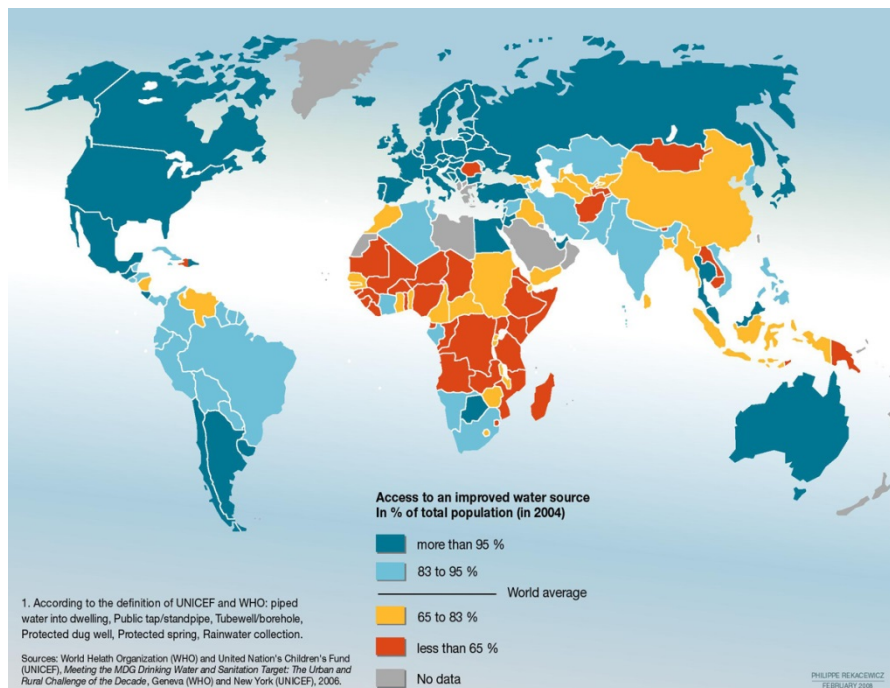 Access to an improved water source
In % of total population (in 2004)
more than 95 %
83 to 95 %
World average
65 to 83 %
less than 65 %
No data
1. According to the definition of UNICEF and WHO: piped
water into dwelling, Public tap/standpipe, Tubewell/borehole,
Protected dug well, Protected spring, Rainwater collection.
Sources: World Helath Organization (WHO) and United Nation's Children's Fund
(UNICEF), Meeting the MDG Drinking Water and Sanitation Target: The Urban and
Rural Challenge of the Decade, Geneva (WHO) and New York (UNICEF), 2006.
PHILIPPE REKACEWICZ
FEBRUARY 2008